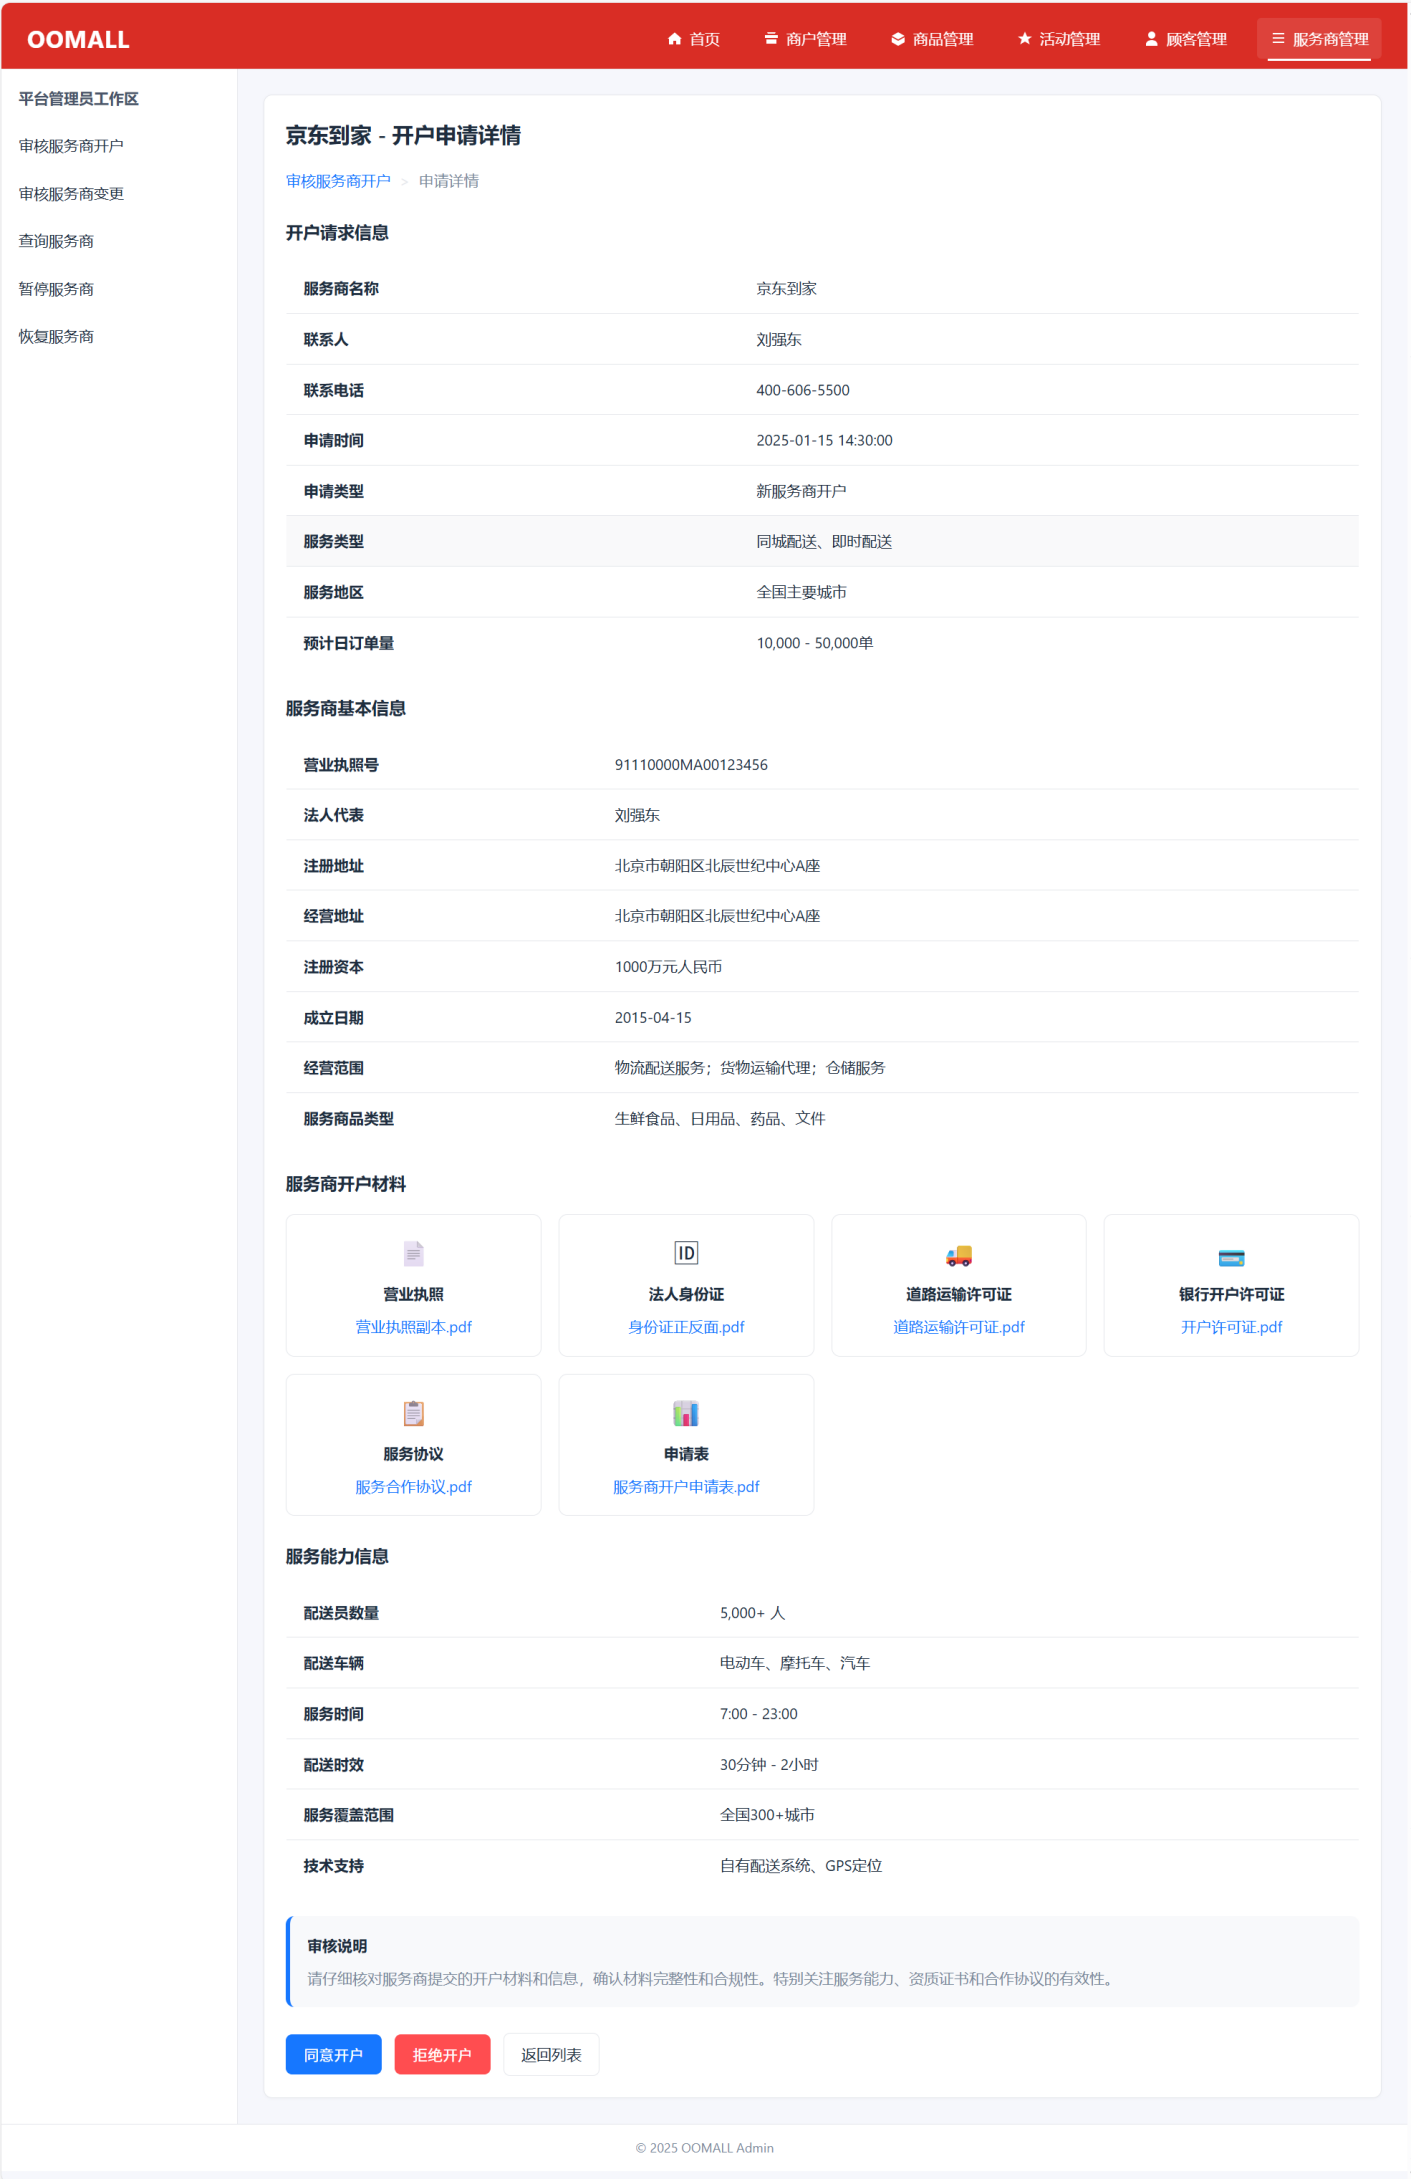 OOMALL
首页
商户管理
商品管理
活动管理
顾客管理
服务商管理
平台管理员工作区
审核服务商开户
审核服务商变更
查询服务商
暂停服务商
恢复服务商
京东到家 - 开户申请详情
审核服务商开户 > 申请详情
开户请求信息
服务商名称 京东到家
联系人 刘强东
联系电话 400-606-5500
申请时间 2025-01-15 14:30:00
申请类型 新服务商开户
服务类型 同城配送、即时配送
服务地区 全国主要城市
预计日订单量 10,000 - 50,000单
服务商基本信息
营业执照号 91110000MA00123456
法人代表 刘强东
注册地址 北京市朝阳区北辰世纪中心A座
经营地址 北京市朝阳区北辰世纪中心A座
注册资本 1000万元人民币
成立日期 2015-04-15
经营范围 物流配送服务；货物运输代理；仓储服务
服务商品类型 生鲜食品、日用品、药品、文件
服务商开户材料
ID
营业执照
营业执照副本.pdf
法人身份证
身份证正反面.pdf
道路运输许可证
道路运输许可证.pdf
银行开户许可证
开户许可证.pdf
服务协议
服务合作协议.pdf
申请表
服务商开户申请表.pdf
服务能力信息
配送员数量 5,000+ 人
配送车辆 电动车、摩托车、汽车
服务时间 7:00 - 23:00
配送时效 30分钟 - 2小时
服务覆盖范围 全国300+城市
技术支持 自有配送系统、GPS定位
审核说明
请仔细核对服务商提交的开户材料和信息，确认材料完整性和合规性。特别关注服务能力、资质证书和合作协议的有效性。
同意开户
拒绝开户
返回列表
© 2025 OOMALL Admin